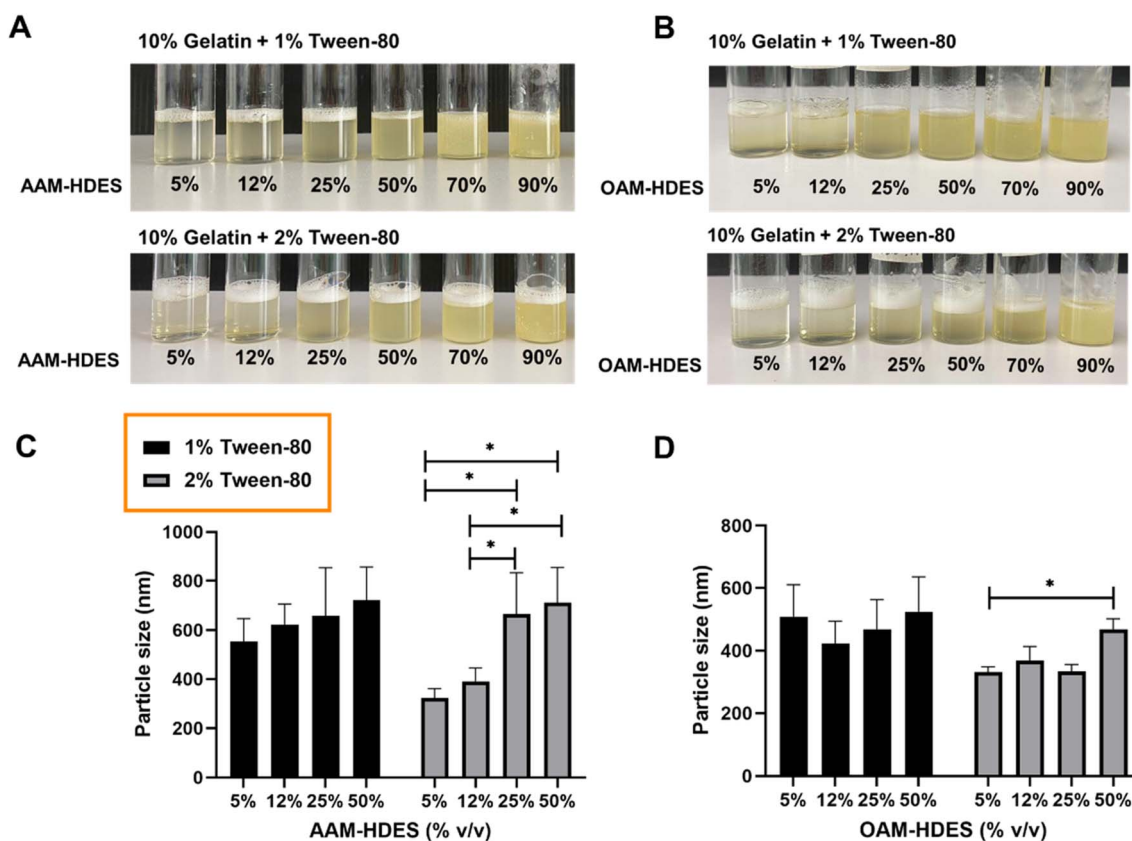 A
10% Gelatin + 1% Tween-80
AAM-HDES 5% 12% 25% 50% 70% 90%
10% Gelatin + 2% Tween-80
AAM-HDES 5% 12% 25% 50% 70% 90%
B
10% Gelatin + 1% Tween-80
OAM-HDES 5% 12% 25% 50% 70% 90%
10% Gelatin + 2% Tween-80
OAM-HDES 5% 12% 25% 50% 70% 90%
C
1% Tween-80
2% Tween-80
* 
* 
* 
* 
Particle size (nm)
1000
800
600
400
200
0
5% 12% 25% 50% 5% 12% 25% 50%
AAM-HDES (% v/v)
D
*
Particle size (nm)
800
600
400
200
0
5% 12% 25% 50% 5% 12% 25% 50%
OAM-HDES (% v/v)